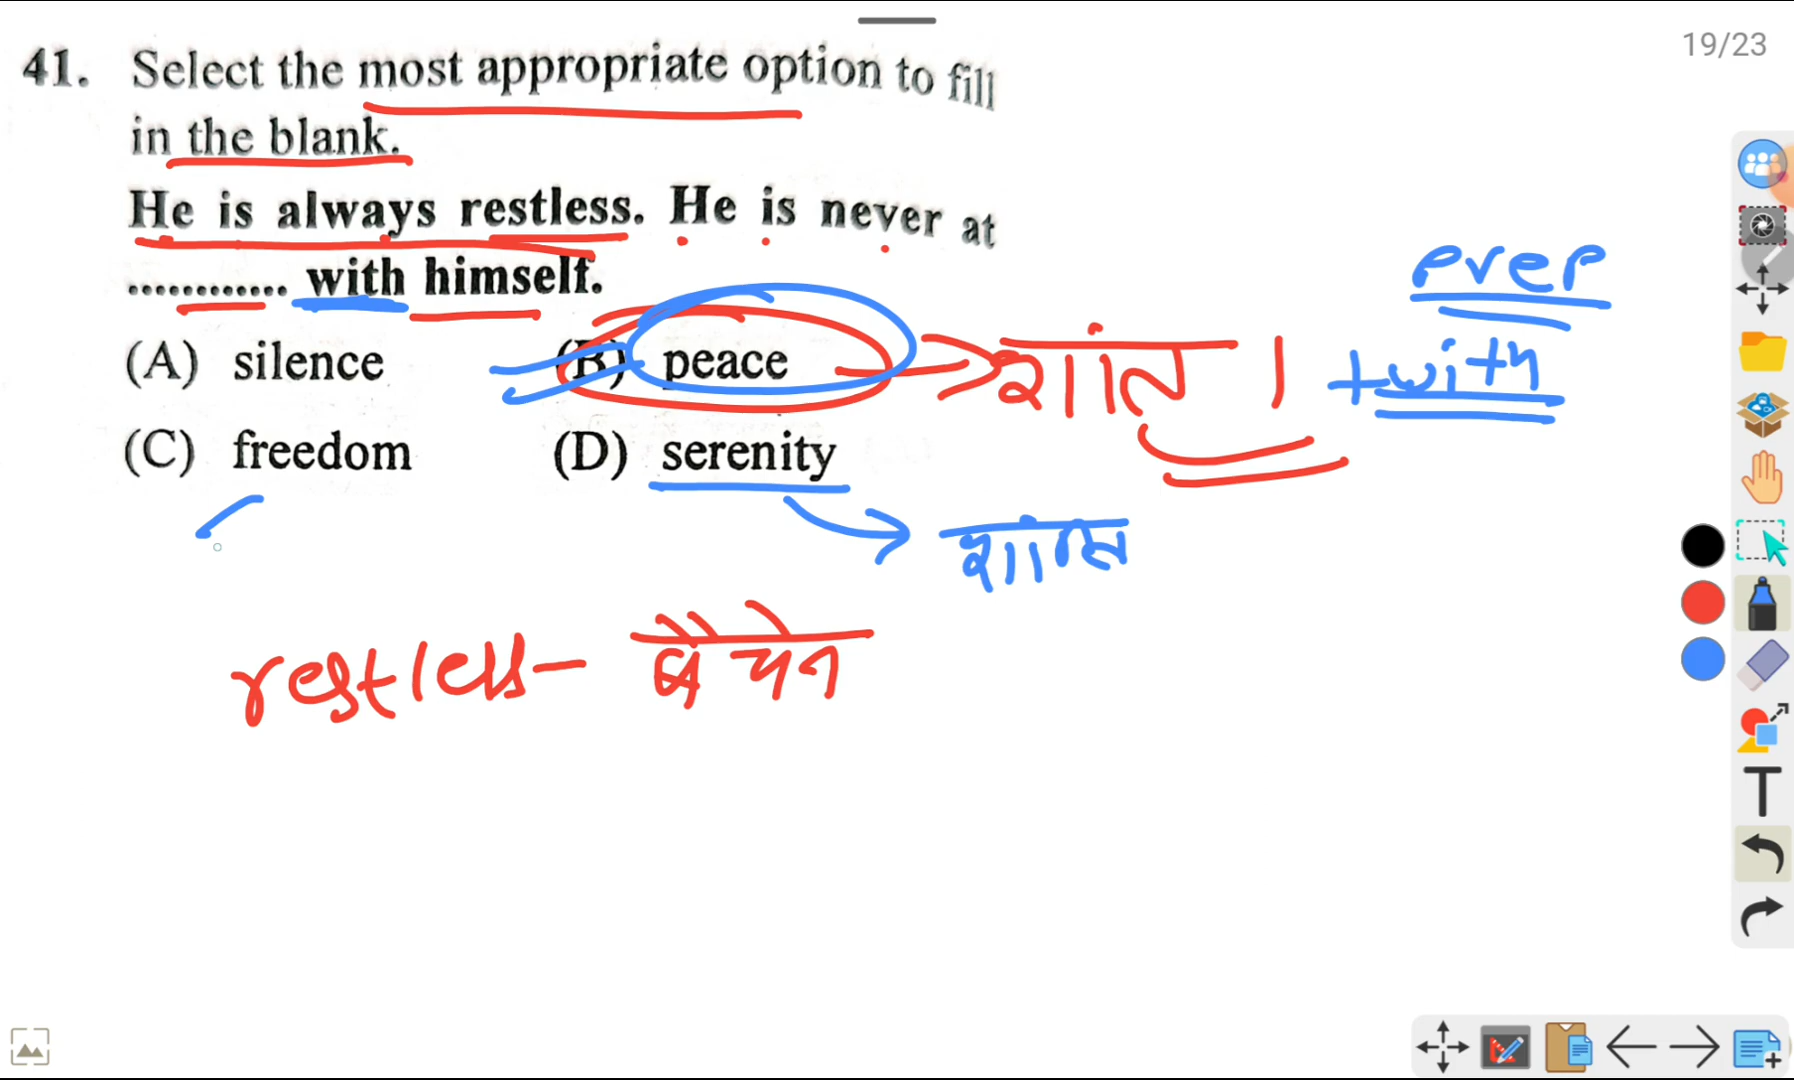 19/23
41. Select the most appropriate option to fill
in the blank.
He is always restless. He is never at
............ with himself.
(A) silence (B) peace
(C) freedom (D) serenity
शांत ।
prep
+with
शान्ति
restless - बेचैन
T